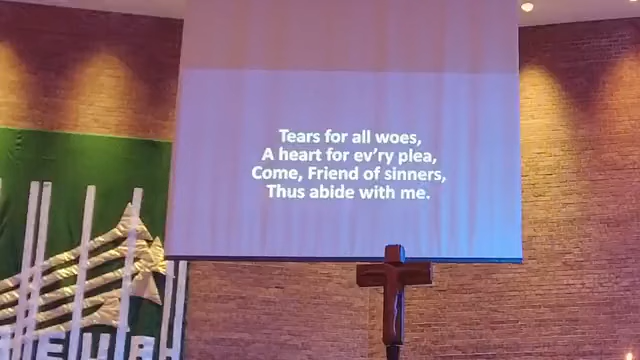 Tears for all woes,
A heart for ev'ry plea,
Come, Friend of sinners,
Thus abide with me.